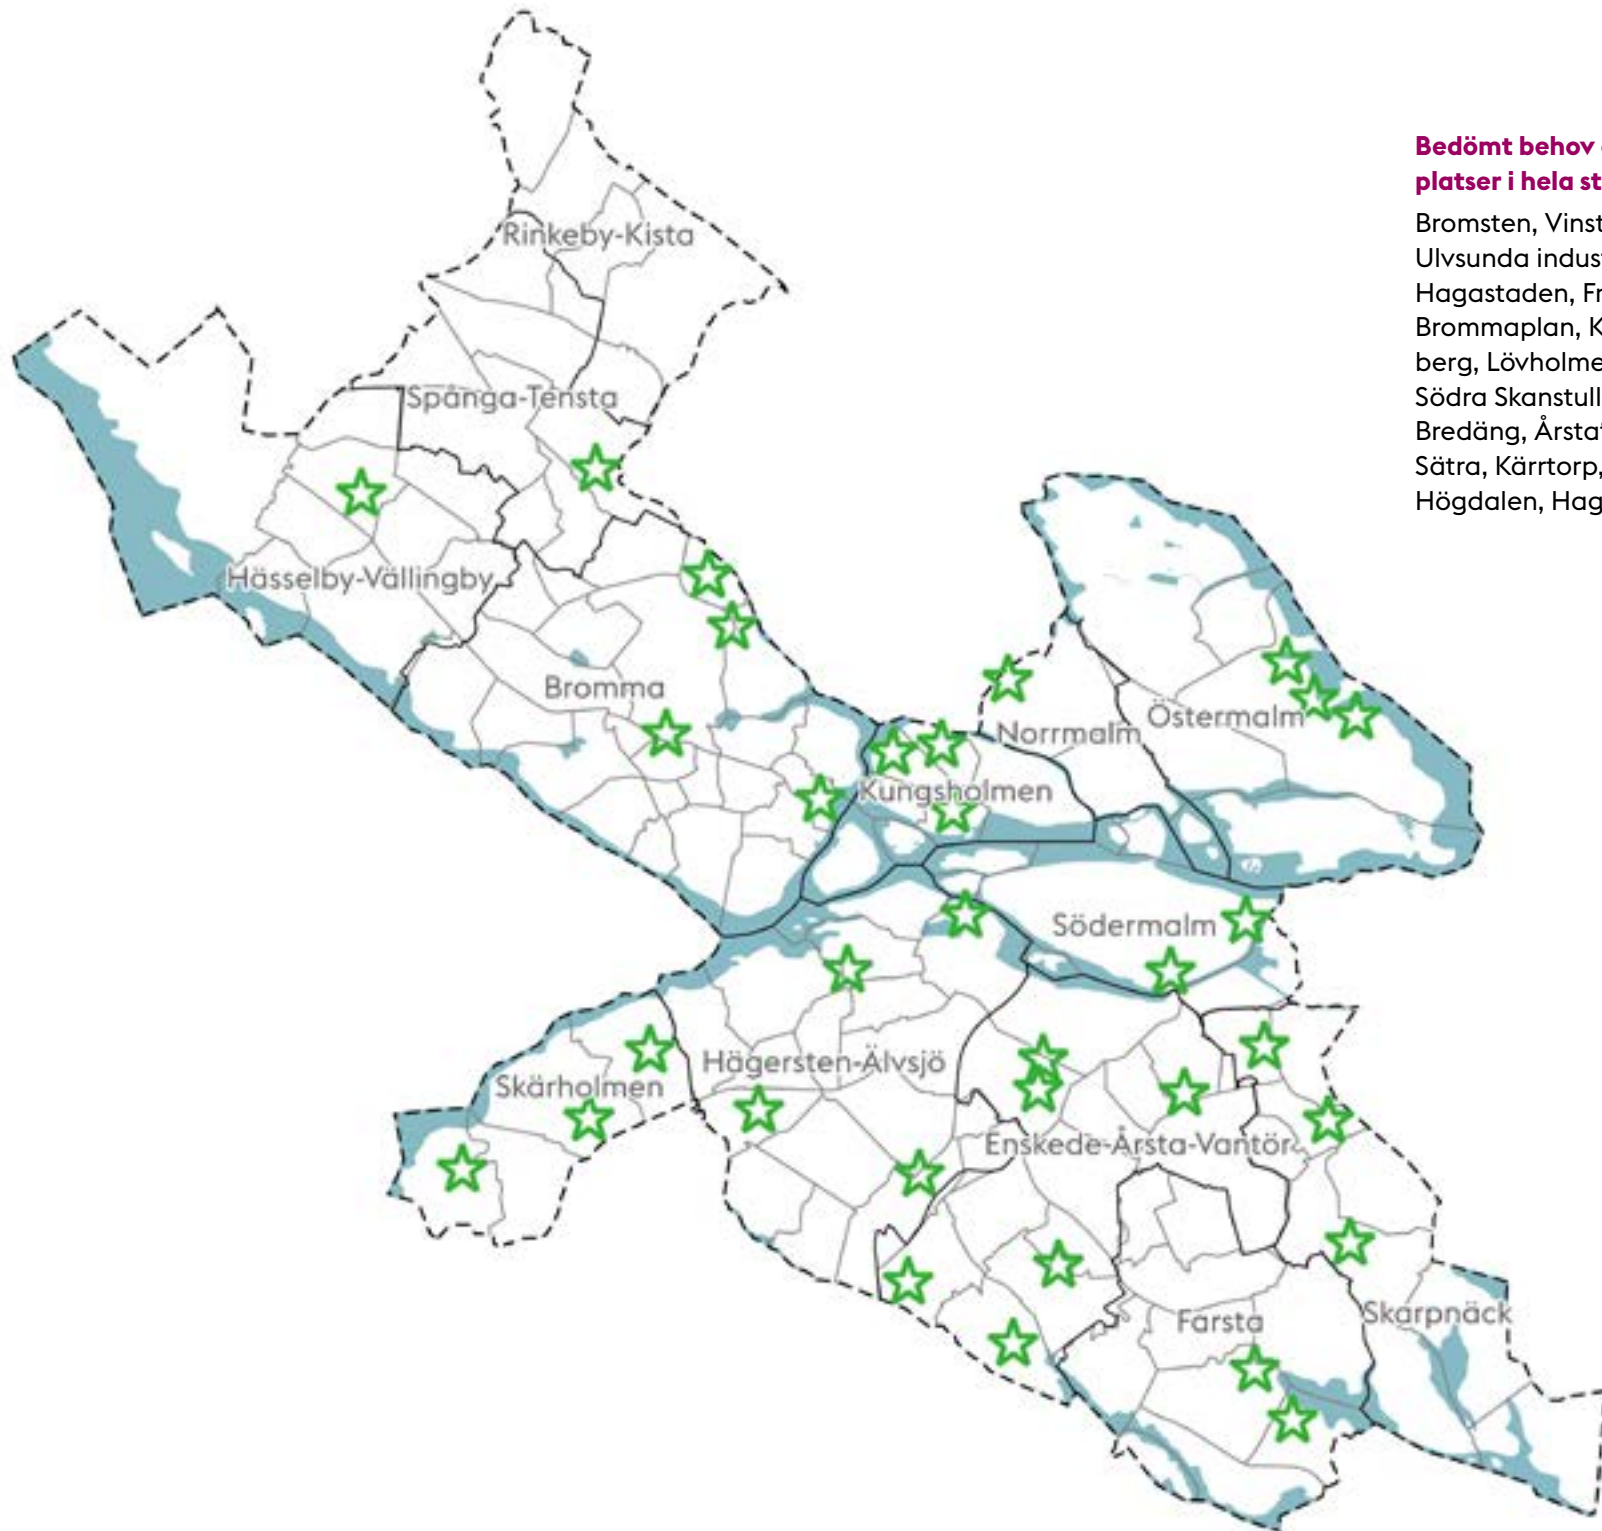 Bedömt behov
platser i hela st
Bromsten, Vinst
Ulvsunda indus
Hagastaden, Fr
Brommaplan, K
berg, Lövholme
Södra Skanstull
Bredäng, Årsta
Sätra, Kärrtorp,
Högdalen, Hag
Rinkeby-Kista
Spånga-Tensta
Hässelby-Vällingby
Bromma
Norrmalm
Östermalm
Kungsholmen
Södermalm
Hägersten-Älvsjö
Skärholmen
Enskede-Årsta-Vantör
Farsta
Skarpnäck